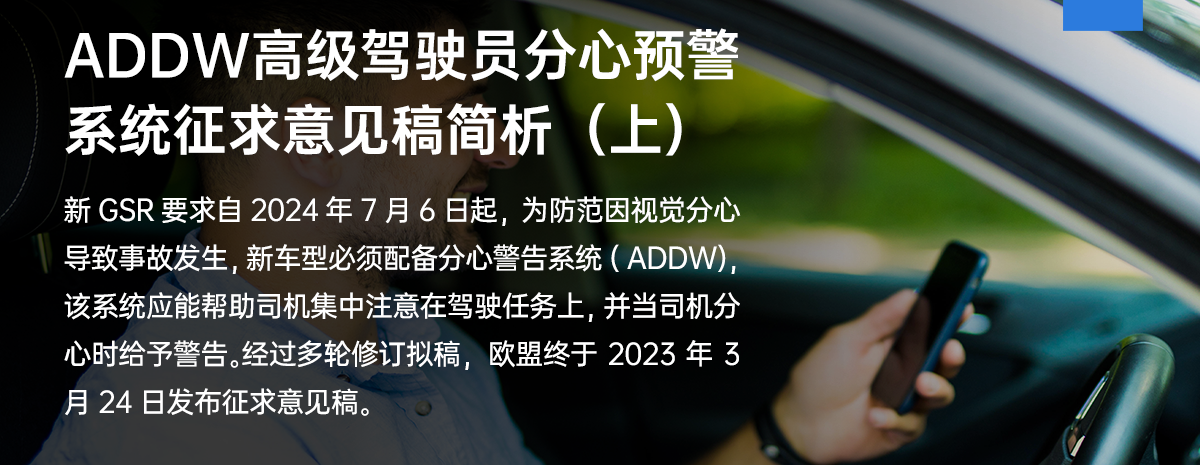 ADDW高级驾驶员分心预警
系统征求意见稿简析（上）
新 GSR 要求自 2024 年 7 月 6 日起，为防范因视觉分心
导致事故发生，新车型必须配备分心警告系统 ( ADDW)，
该系统应能帮助司机集中注意在驾驶任务上，并当司机分
心时给予警告。经过多轮修订拟稿，欧盟终于 2023 年 3
月 24 日发布征求意见稿。